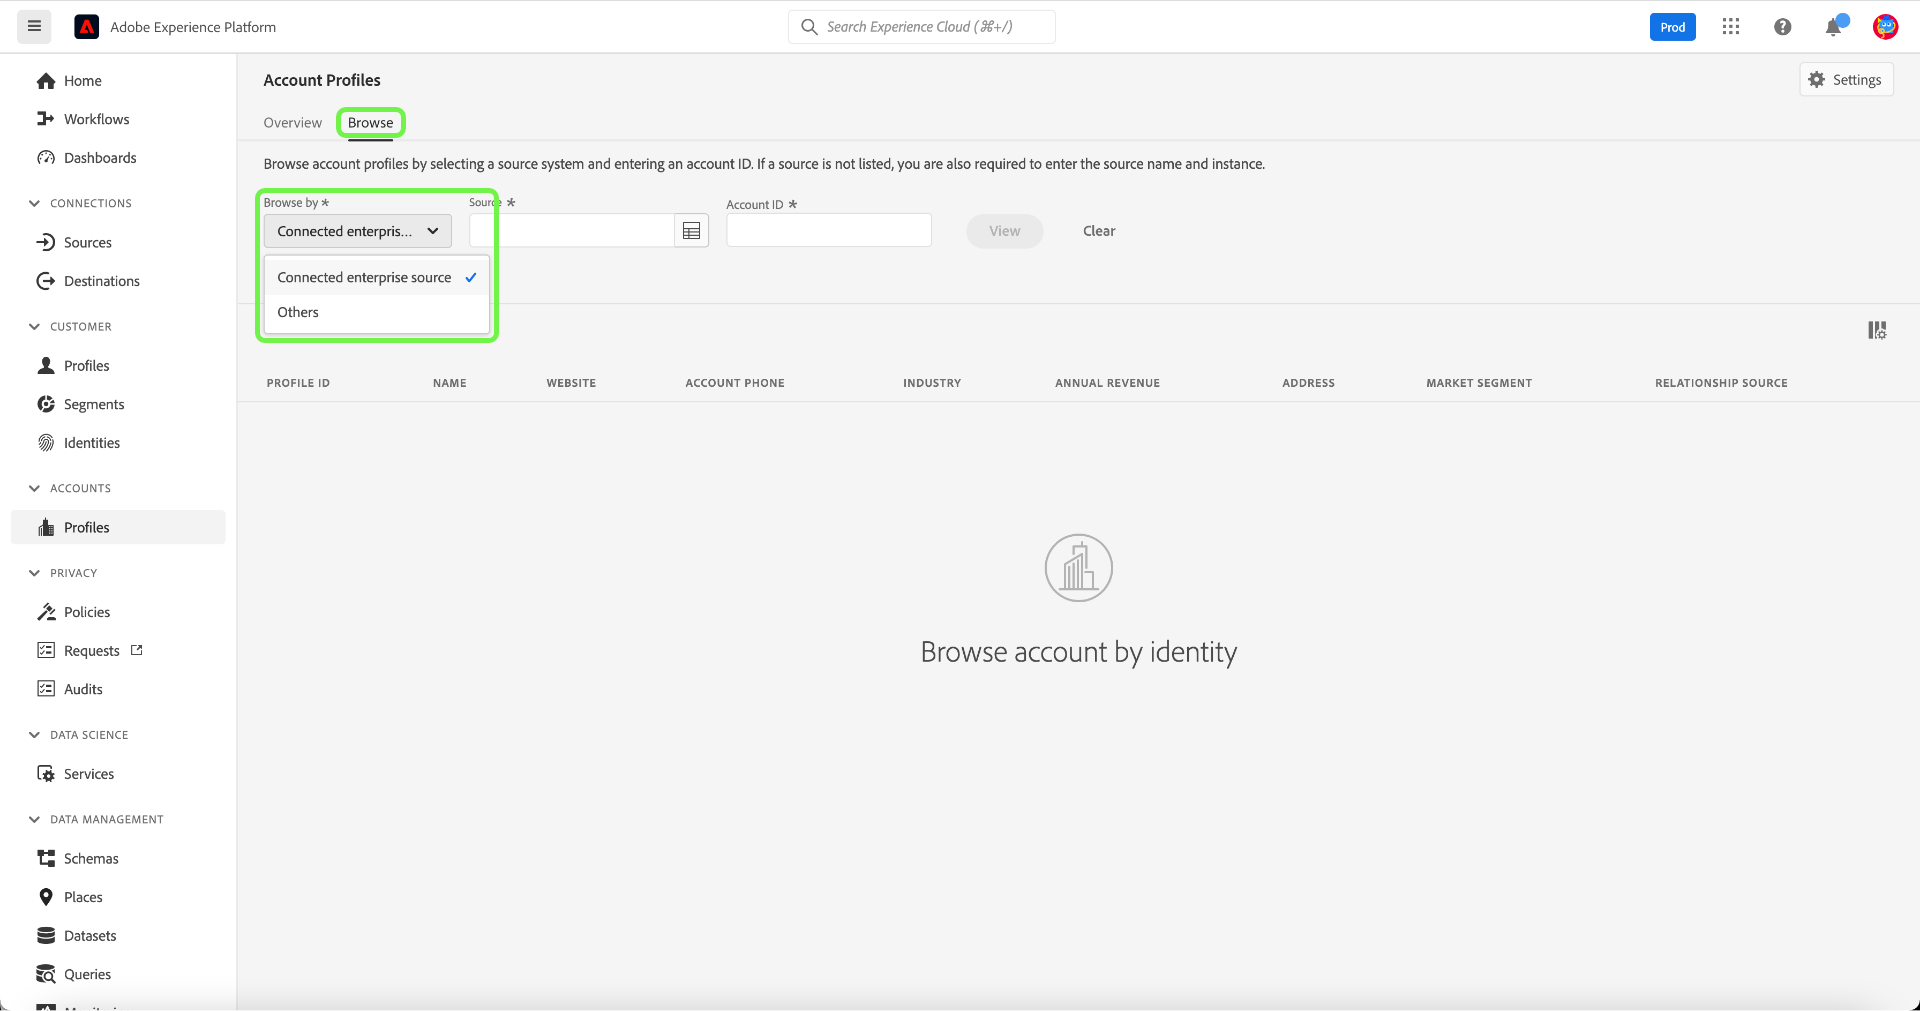 Adobe Experience Platform
Search Experience Cloud (⌘+/)
Prod
Home
Workflows
Dashboards
CONNECTIONS
Sources
Destinations
CUSTOMER
Profiles
Segments
Identities
ACCOUNTS
Profiles
PRIVACY
Policies
Requests
Audits
DATA SCIENCE
Services
DATA MANAGEMENT
Schemas
Places
Datasets
Queries
Account Profiles
Settings
Overview
Browse
Browse account profiles by selecting a source system and entering an account ID. If a source is not listed, you are also required to enter the source name and instance.
Browse by *
Source *
Account ID *
Connected enterpris...
View
Clear
Connected enterprise source
Others
PROFILE ID NAME WEBSITE ACCOUNT PHONE INDUSTRY ANNUAL REVENUE ADDRESS MARKET SEGMENT RELATIONSHIP SOURCE
Browse account by identity